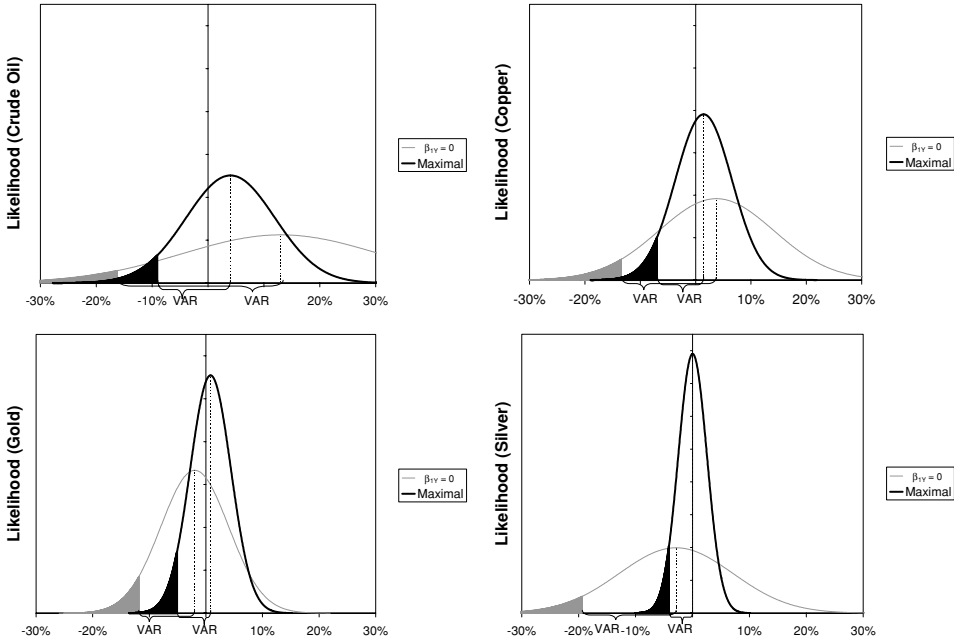 Likelihood (Crude Oil)
β1Y = 0
Maximal
-30% -20% -10% VAR VAR 20% 30%
Likelihood (Copper)
β1Y = 0
Maximal
-30% -20% VAR VAR 10% 20% 30%
Likelihood (Gold)
β1Y = 0
Maximal
-30% -20% VAR VAR 10% 20% 30%
Likelihood (Silver)
β1Y = 0
Maximal
-30% -20% VAR -10% VAR 10% 20% 30%